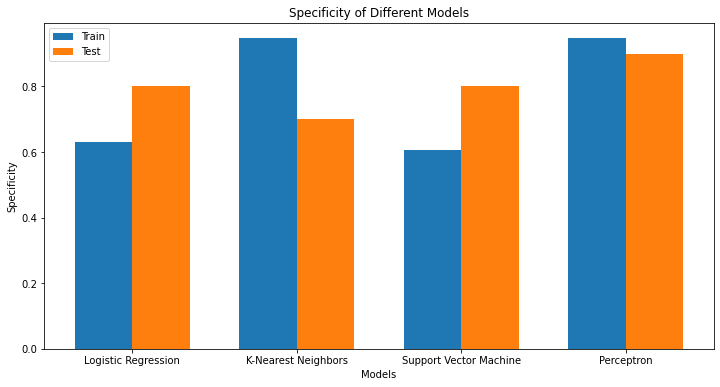 Specificity of Different Models
Train
Test
Specificity
0.8
0.6
0.4
0.2
0.0
Logistic Regression
K-Nearest Neighbors
Support Vector Machine
Perceptron
Models